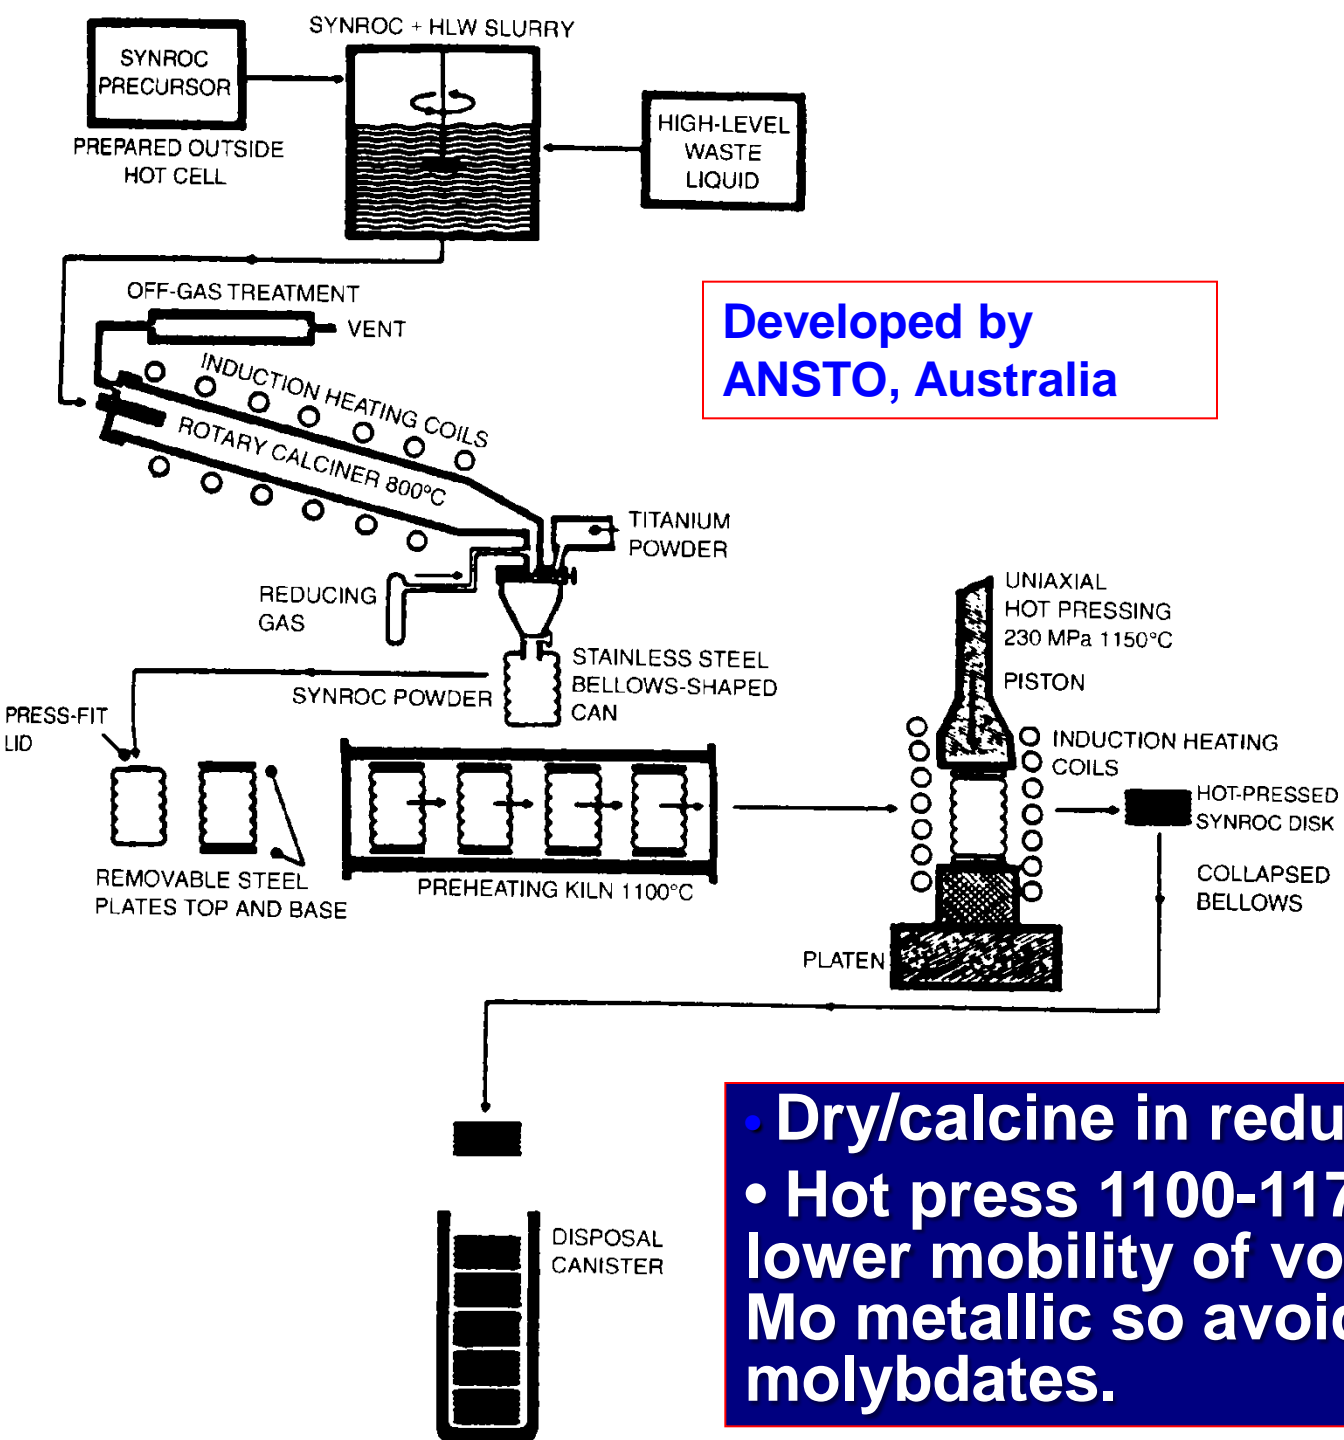 SYNROC + HLW SLURRY
SYNROC
PRECURSOR
PREPARED OUTSIDE
HOT CELL
HIGH-LEVEL
WASTE
LIQUID
OFF-GAS TREATMENT
VENT
Developed by
ANSTO, Australia
INDUCTION HEATING COILS
ROTARY CALCINER 800°C
TITANIUM
POWDER
REDUCING
GAS
UNIAXIAL
HOT PRESSING
230 MPa 1150°C
PISTON
STAINLESS STEEL
BELLOWS-SHAPED
CAN
SYNROC POWDER
PRESS-FIT
LID
INDUCTION HEATING
COILS
HOT-PRESSED
SYNROC DISK
REMOVABLE STEEL
PLATES TOP AND BASE
PREHEATING KILN 1100°C
COLLAPSED
BELLOWS
PLATEN
DISPOSAL
CANISTER
• Dry/calcine in redu
• Hot press 1100-117
lower mobility of vo
Mo metallic so avoid
molybdates.